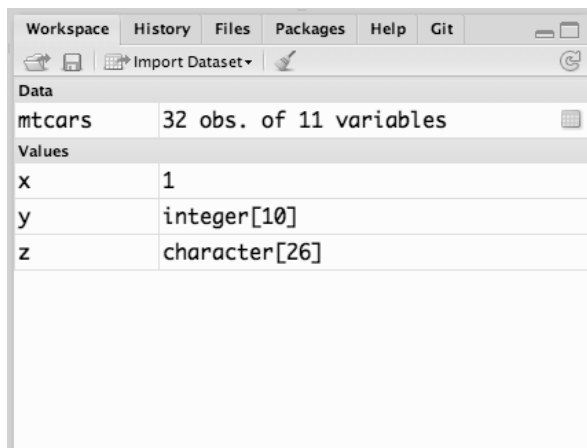 Workspace History Files Packages Help Git
Import Dataset
Data
mtcars 32 obs. of 11 variables
Values
x 1
y integer[10]
z character[26]